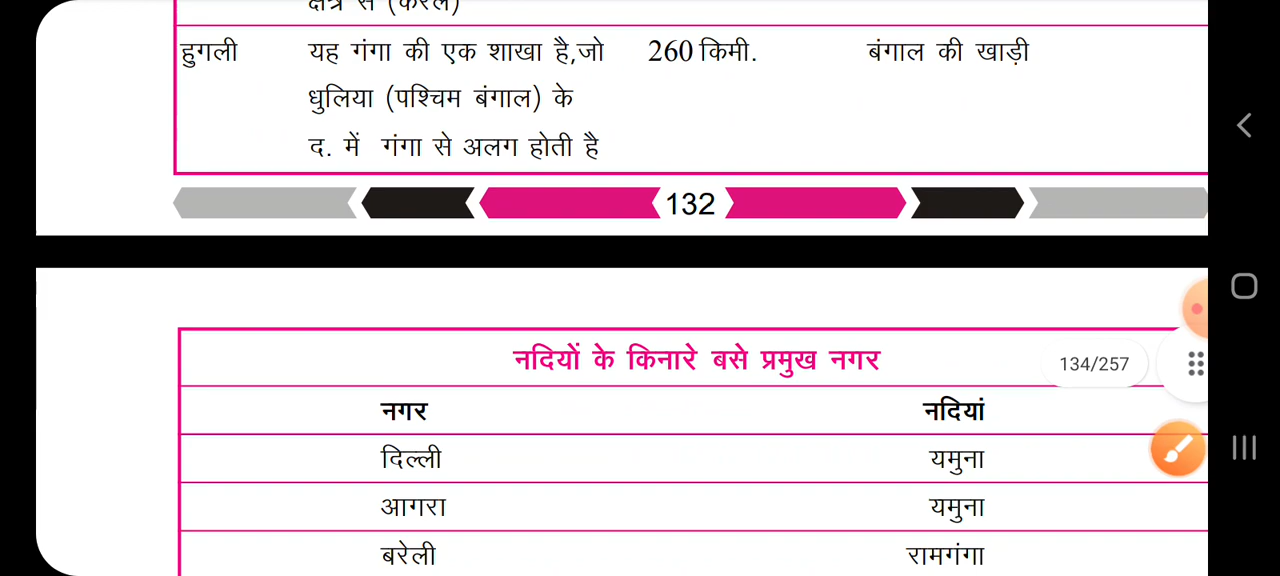 क्षेत्र से (केरल)
हुगली यह गंगा की एक शाखा है,जो 260 किमी. बंगाल की खाड़ी
धुलिया (पश्चिम बंगाल) के
द. में गंगा से अलग होती है
132
नदियों के किनारे बसे प्रमुख नगर
134/257
नगर नदियां
दिल्ली यमुना
आगरा यमुना
बरेली रामगंगा